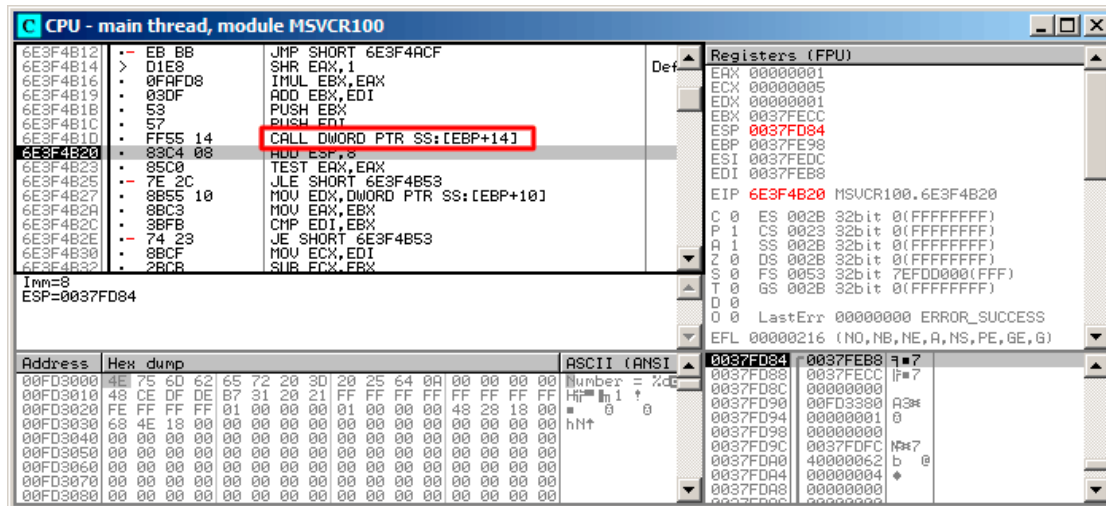 C CPU - main thread, module MSVCR100
6E3F4B12 EB BB JMP SHORT 6E3F4ACF
6E3F4B14 > D1E8 SHR EAX,1 Def
6E3F4B16 0FAFD8 IMUL EBX,EAX
6E3F4B19 03DF ADD EBX,EDI
6E3F4B1B 53 PUSH EBX
6E3F4B1C 57 PUSH EDI
6E3F4B1D FF55 14 CALL DWORD PTR SS:[EBP+14]
6E3F4B20 83C4 08 ADD ESP,8
6E3F4B23 85C0 TEST EAX,EAX
6E3F4B25 7E 2C JLE SHORT 6E3F4B53
6E3F4B27 8B55 10 MOV EDX,DWORD PTR SS:[EBP+10]
6E3F4B2A 8BC3 MOV EAX,EBX
6E3F4B2C 3BFB CMP EDI,EBX
6E3F4B2E 74 23 JE SHORT 6E3F4B53
6E3F4B30 8BCF MOV ECX,EDI
6E3F4B32 2BCB SUB ECX,EBX
Imm=8
ESP=0037FD84
Registers (FPU)
EAX 00000001
ECX 00000005
EDX 00000001
EBX 0037FECC
ESP 0037FD84
EBP 0037FE98
ESI 0037FEDC
EDI 0037FEB8
EIP 6E3F4B20 MSVCR100.6E3F4B20
C 0 ES 002B 32bit 0(FFFFFFFF)
P 1 CS 0023 32bit 0(FFFFFFFF)
A 1 SS 002B 32bit 0(FFFFFFFF)
Z 0 DS 002B 32bit 0(FFFFFFFF)
S 0 FS 0053 32bit 7EFDD000(FFF)
T 0 GS 002B 32bit 0(FFFFFFFF)
D 0
O 0 LastErr 00000000 ERROR_SUCCESS
EFL 00000216 (NO,NB,NE,A,NS,PE,GE,G)
Address Hex dump ASCII (ANSI
00FD3000 4E 75 6D 62 65 72 20 3D 20 25 64 0A 00 00 00 00 Number = %d
00FD3010 48 CE DF DE B7 31 20 21 FF FF FF FF FF FF FF FF
00FD3020 FE FF FF FF 01 00 00 00 01 00 00 00 48 28 18 00
00FD3030 68 4E 18 00 00 00 00 00 00 00 00 00 00 00 00 00 hN↑
00FD3040 00 00 00 00 00 00 00 00 00 00 00 00 00 00 00 00
00FD3050 00 00 00 00 00 00 00 00 00 00 00 00 00 00 00 00
00FD3060 00 00 00 00 00 00 00 00 00 00 00 00 00 00 00 00
00FD3070 00 00 00 00 00 00 00 00 00 00 00 00 00 00 00 00
00FD3080 00 00 00 00 00 00 00 00 00 00 00 00 00 00 00 00
0037FD84 0037FEB8
0037FD88 0037FECC
0037FD8C 00000000
0037FD90 00FD3380
0037FD94 00000001
0037FD98 00000000
0037FD9C 0037FDFC
0037FDA0 40000062 b @
0037FDA4 00000004 ♦
0037FDA8 00000000